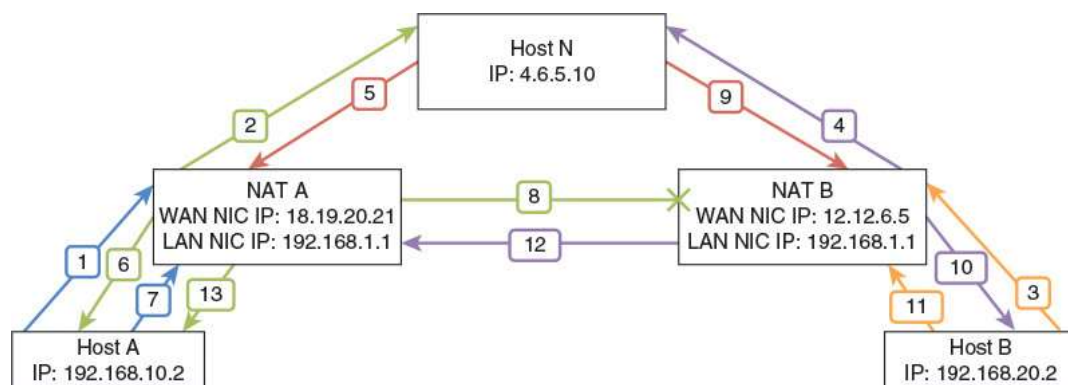 Host N
IP: 4.6.5.10
2
5
9
4
NAT A
WAN NIC IP: 18.19.20.21
LAN NIC IP: 192.168.1.1
8
12
NAT B
WAN NIC IP: 12.12.6.5
LAN NIC IP: 192.168.1.1
1
6
7
13
10
3
11
Host A
IP: 192.168.10.2
Host B
IP: 192.168.20.2